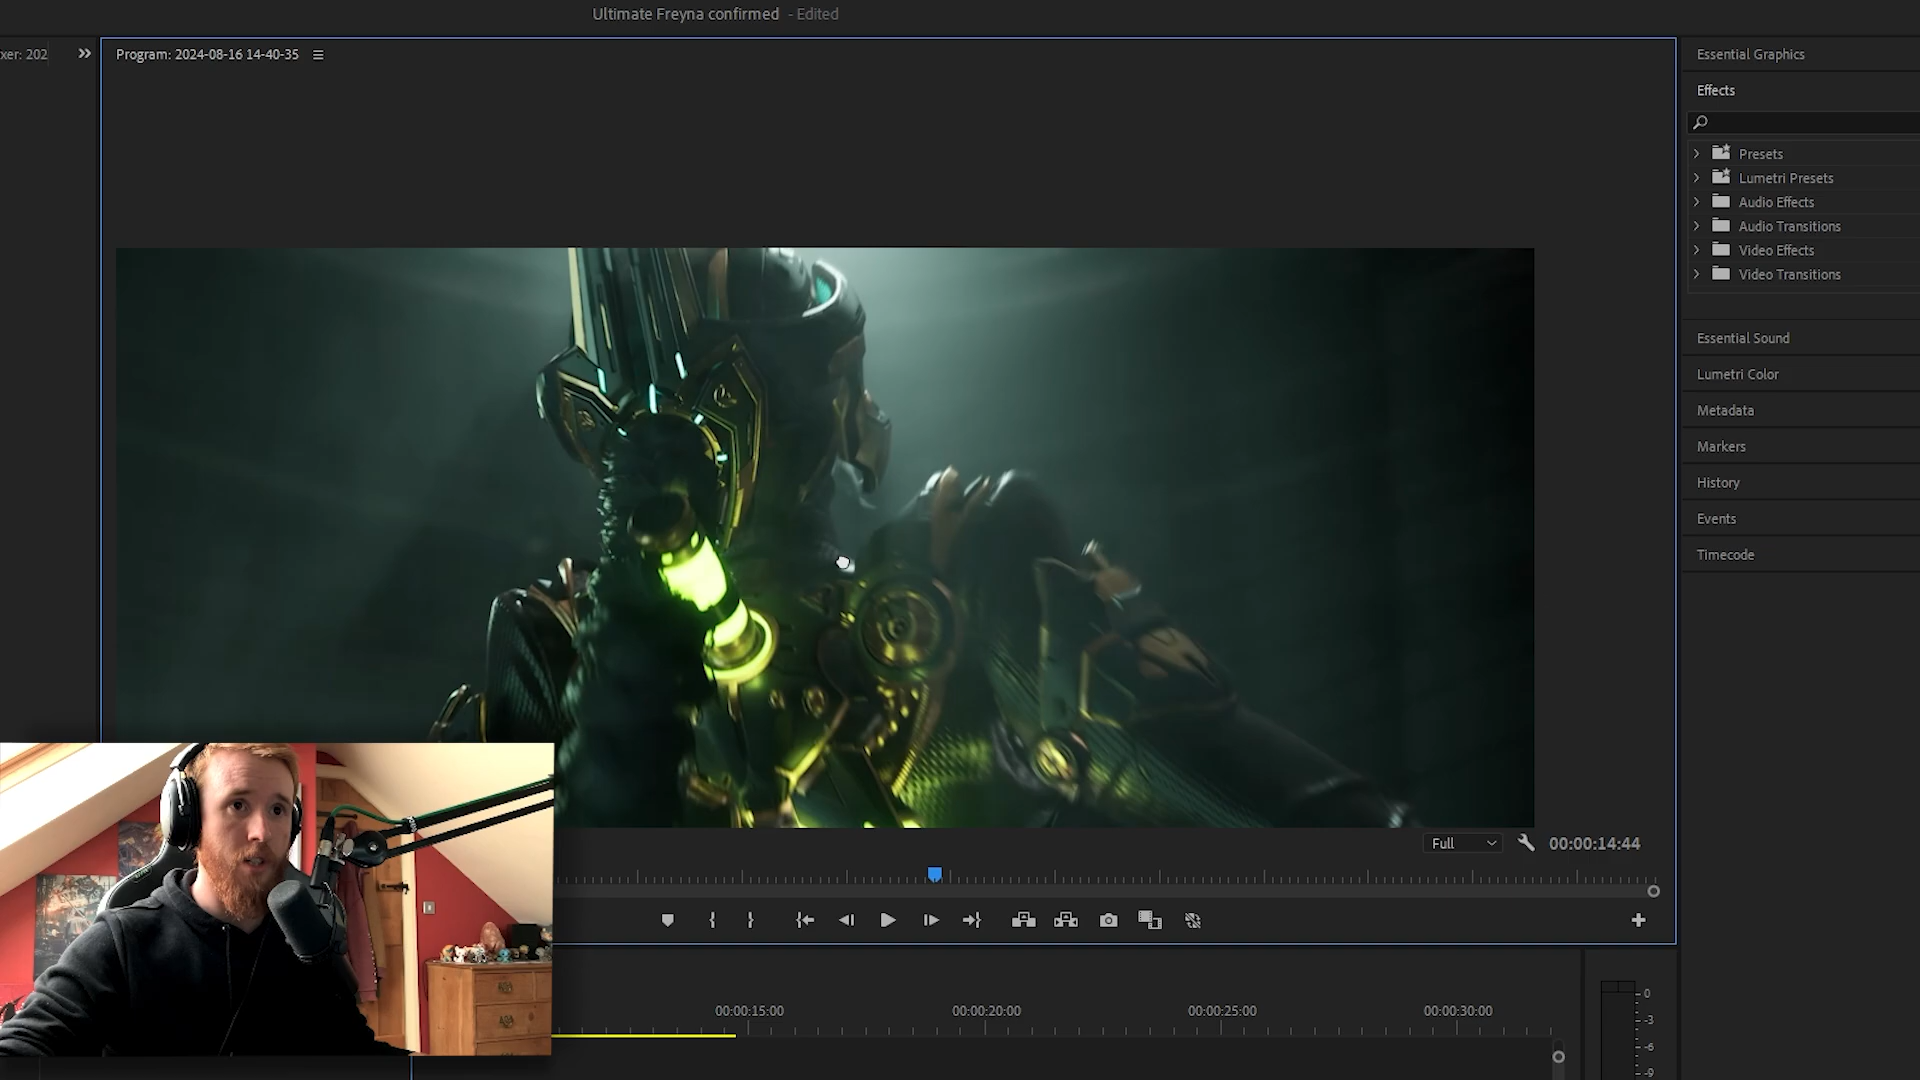 Ultimate Freyna confirmed - Edited
xer: 202
Program: 2024-08-16 14-40-35
Essential Graphics
Effects
Presets
Lumetri Presets
Audio Effects
Audio Transitions
Video Effects
Video Transitions
Essential Sound
Lumetri Color
Metadata
Markers
History
Events
Timecode
Full
00:00:14:44
00:00:15:00
00:00:20:00
00:00:25:00
00:00:30:00
0
-3
-6
-9